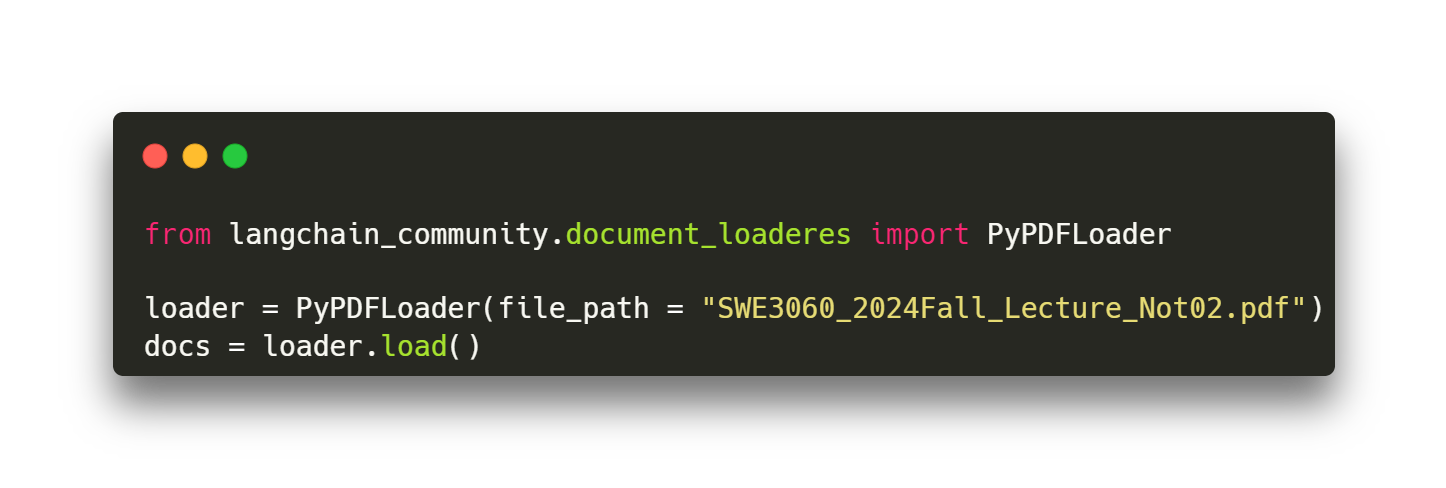 from langchain_community.document_loaderes import PyPDFLoader
loader = PyPDFLoader(file_path = "SWE3060_2024Fall_Lecture_Not02.pdf")
docs = loader.load()